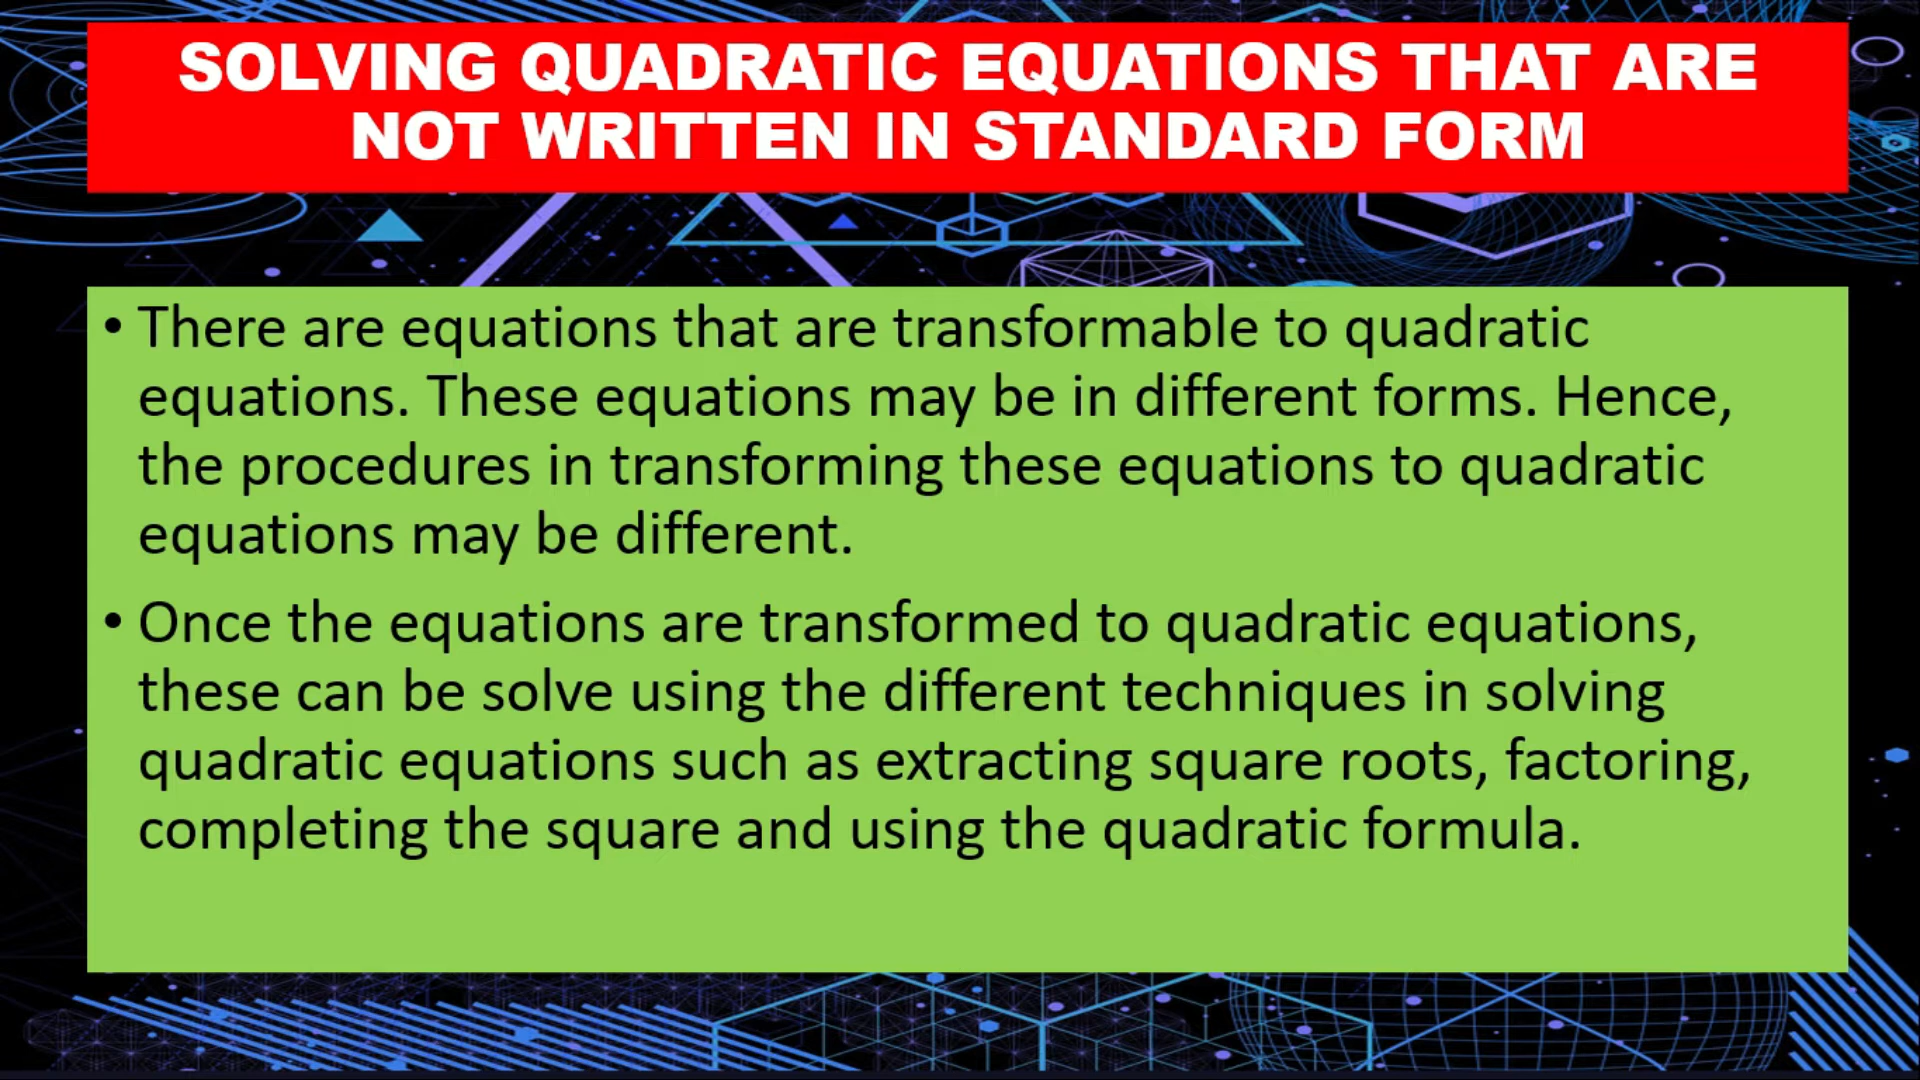 SOLVING QUADRATIC EQUATIONS THAT ARE
NOT WRITTEN IN STANDARD FORM
• There are equations that are transformable to quadratic
equations. These equations may be in different forms. Hence,
the procedures in transforming these equations to quadratic
equations may be different.
• Once the equations are transformed to quadratic equations,
these can be solve using the different techniques in solving
quadratic equations such as extracting square roots, factoring,
completing the square and using the quadratic formula.